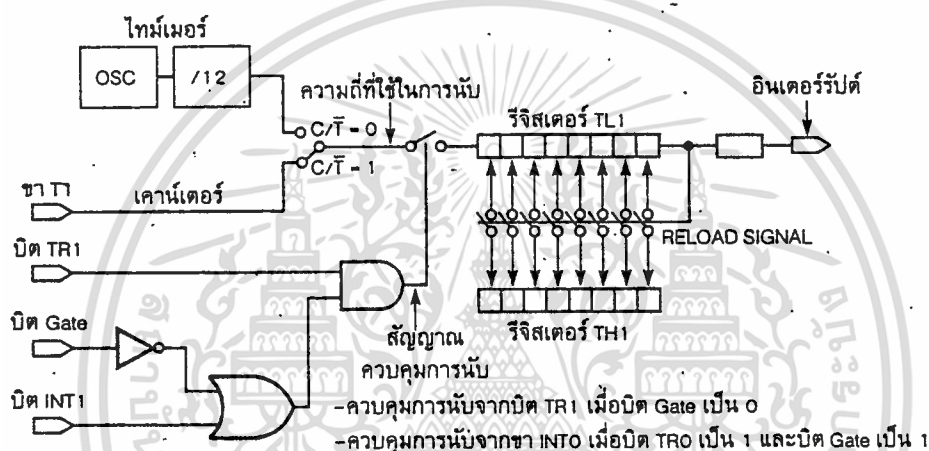 ไทม์เมอร์
OSC
/12
C/T̅ = 0
C/T̅ = 1
ความถี่ที่ใช้ในการนับ
รีจิสเตอร์ TL1
อินเตอร์รัปต์
ขา T1
เคาน์เตอร์
บิต TR1
RELOAD SIGNAL
บิต Gate
สัญญาณ
ควบคุมการนับ
รีจิสเตอร์ TH1
บิต INT1
-ควบคุมการนับจากบิต TR1 เมื่อบิต Gate เป็น 0
-ควบคุมการนับจากขา INTO เมื่อบิต TRO เป็น 1 และบิต Gate เป็น 1